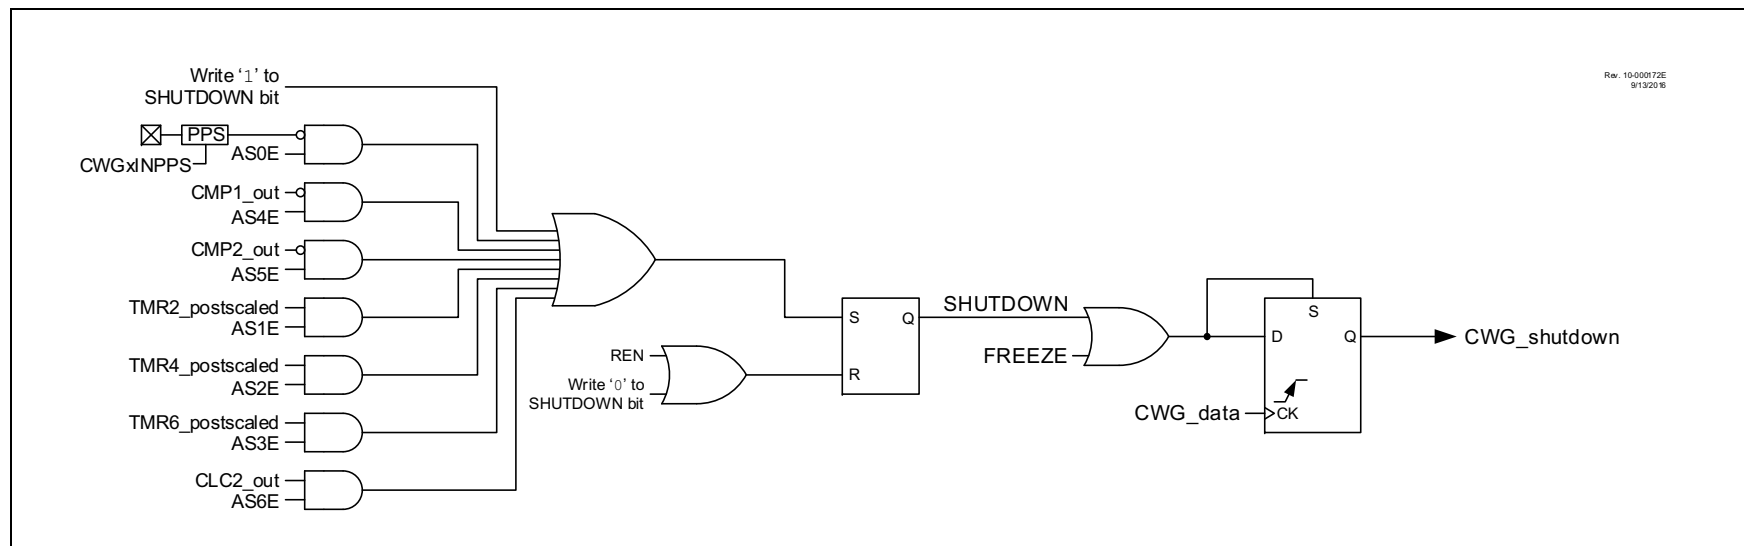 Write ‘1’ to
SHUTDOWN bit
Rev. 10-000172E
9/13/2016
PPS
AS0E
CWGxINPPS
CMP1_out
AS4E
CMP2_out
AS5E
TMR2_postscaled
AS1E
TMR4_postscaled
AS2E
TMR6_postscaled
AS3E
CLC2_out
AS6E
REN
Write ‘0’ to
SHUTDOWN bit
S
Q
R
SHUTDOWN
FREEZE
S
D
Q
CWG_data
CK
CWG_shutdown